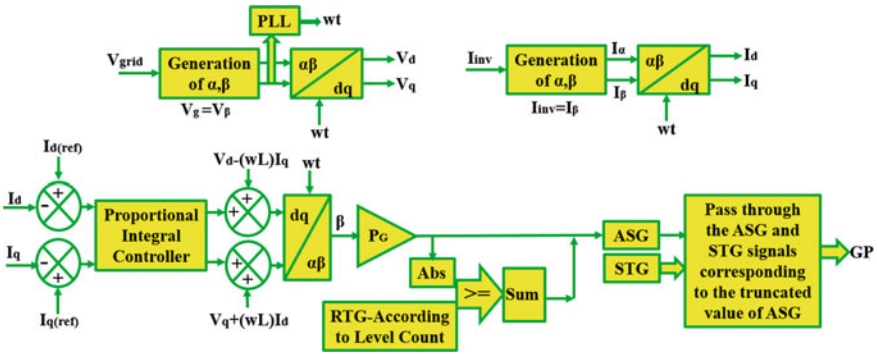 PLL
wt
Vgrid
Generation
of α,β
αβ
dq
Vd
Vq
Vg=Vβ
wt
Iinv
Generation
of α,β
Iα
Iβ
αβ
dq
Id
Iq
Iinv=Iβ
wt
Id(ref)
Id
+
-
Iq
-
+
Iq(ref)
Proportional
Integral
Controller
Vd-(wL)Iq
+
+
+
+
Vq+(wL)Id
wt
dq
αβ
β
PG
Abs
RTG-According
to Level Count
>=
Sum
ASG
STG
Pass through
the ASG and
STG signals
corresponding
to the truncated
value of ASG
GP